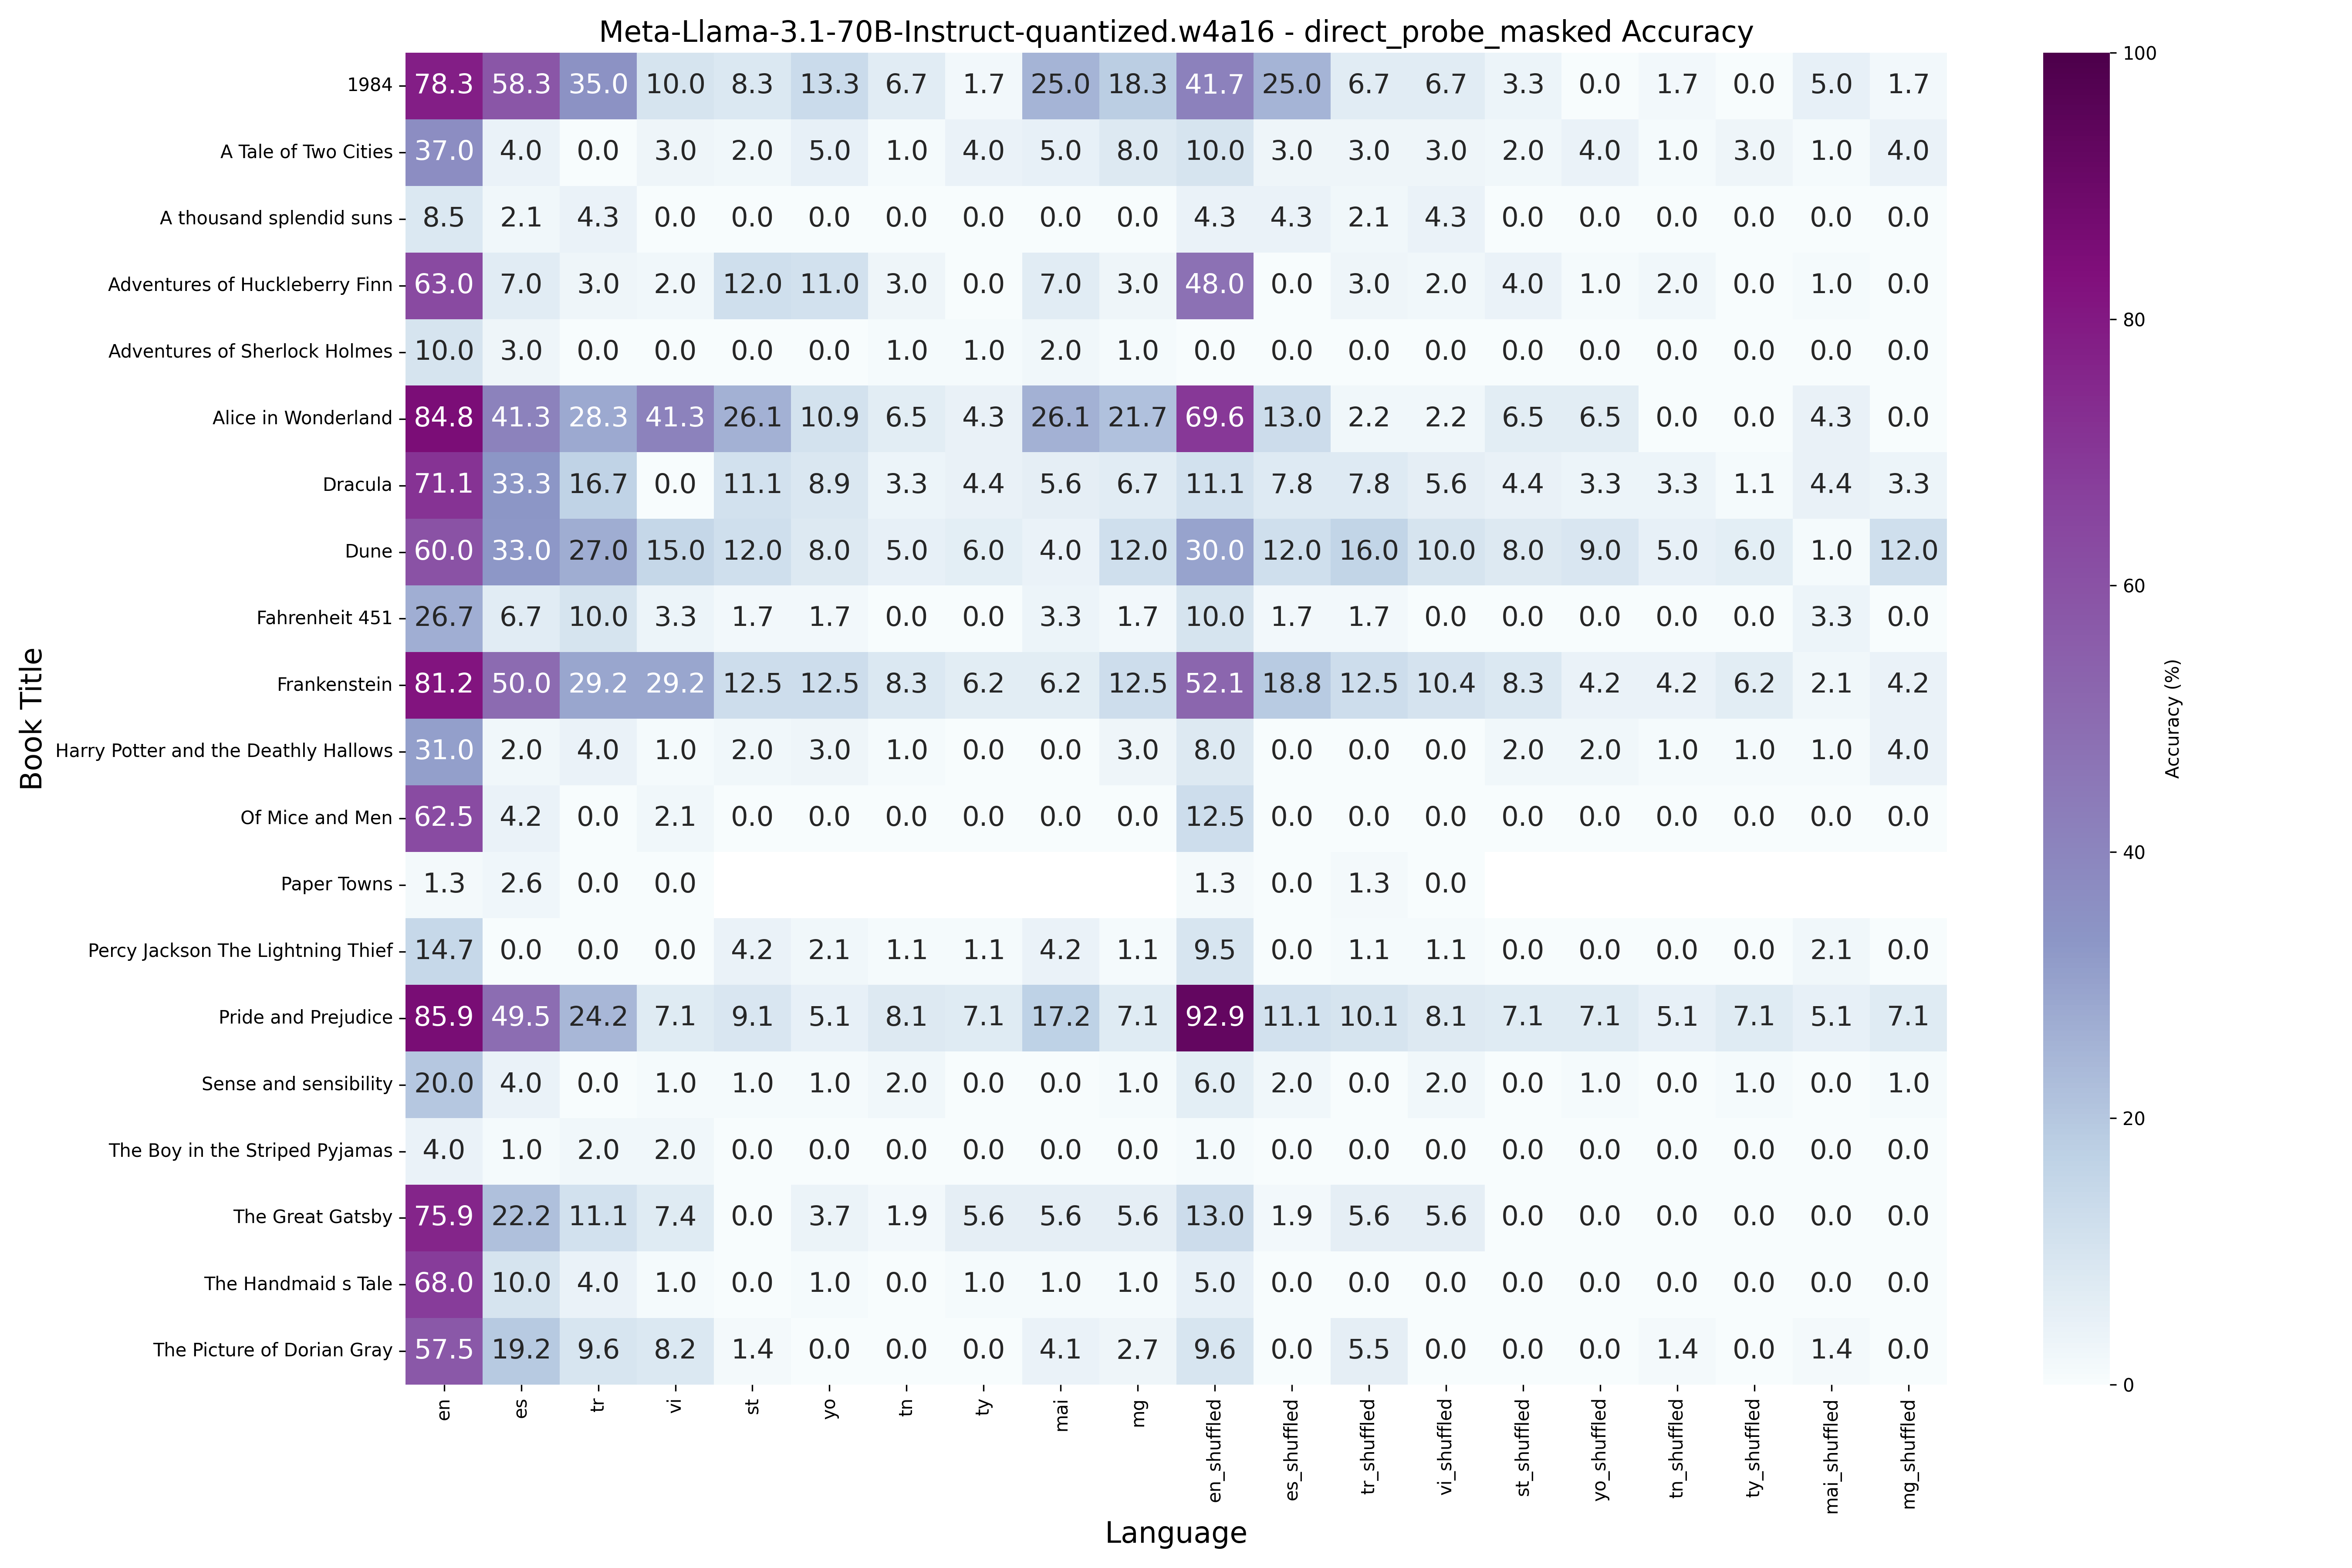 Meta-Llama-3.1-70B-Instruct-quantized.w4a16 - direct_probe_masked Accuracy
Book Title
1984 78.3 58.3 35.0 10.0 8.3 13.3 6.7 1.7 25.0 18.3 41.7 25.0 6.7 6.7 3.3 0.0 1.7 0.0 5.0 1.7
A Tale of Two Cities 37.0 4.0 0.0 3.0 2.0 5.0 1.0 4.0 5.0 8.0 10.0 3.0 3.0 3.0 2.0 4.0 1.0 3.0 1.0 4.0
A thousand splendid suns 8.5 2.1 4.3 0.0 0.0 0.0 0.0 0.0 0.0 0.0 4.3 4.3 2.1 4.3 0.0 0.0 0.0 0.0 0.0 0.0
Adventures of Huckleberry Finn 63.0 7.0 3.0 2.0 12.0 11.0 3.0 0.0 7.0 3.0 48.0 0.0 3.0 2.0 4.0 1.0 2.0 0.0 1.0 0.0
Adventures of Sherlock Holmes 10.0 3.0 0.0 0.0 0.0 0.0 1.0 1.0 2.0 1.0 0.0 0.0 0.0 0.0 0.0 0.0 0.0 0.0 0.0 0.0
Alice in Wonderland 84.8 41.3 28.3 41.3 26.1 10.9 6.5 4.3 26.1 21.7 69.6 13.0 2.2 2.2 6.5 6.5 0.0 0.0 4.3 0.0
Dracula 71.1 33.3 16.7 0.0 11.1 8.9 3.3 4.4 5.6 6.7 11.1 7.8 7.8 5.6 4.4 3.3 3.3 1.1 4.4 3.3
Dune 60.0 33.0 27.0 15.0 12.0 8.0 5.0 6.0 4.0 12.0 30.0 12.0 16.0 10.0 8.0 9.0 5.0 6.0 1.0 12.0
Fahrenheit 451 26.7 6.7 10.0 3.3 1.7 1.7 0.0 0.0 3.3 1.7 10.0 1.7 1.7 0.0 0.0 0.0 0.0 0.0 3.3 0.0
Frankenstein 81.2 50.0 29.2 29.2 12.5 12.5 8.3 6.2 6.2 12.5 52.1 18.8 12.5 10.4 8.3 4.2 4.2 6.2 2.1 4.2
Harry Potter and the Deathly Hallows 31.0 2.0 4.0 1.0 2.0 3.0 1.0 0.0 0.0 3.0 8.0 0.0 0.0 0.0 2.0 2.0 1.0 1.0 1.0 4.0
Of Mice and Men 62.5 4.2 0.0 2.1 0.0 0.0 0.0 0.0 0.0 0.0 12.5 0.0 0.0 0.0 0.0 0.0 0.0 0.0 0.0 0.0
Paper Towns 1.3 2.6 0.0 0.0 1.3 0.0 1.3 0.0
Percy Jackson The Lightning Thief 14.7 0.0 0.0 0.0 4.2 2.1 1.1 1.1 4.2 1.1 9.5 0.0 1.1 1.1 0.0 0.0 0.0 0.0 2.1 0.0
Pride and Prejudice 85.9 49.5 24.2 7.1 9.1 5.1 8.1 7.1 17.2 7.1 92.9 11.1 10.1 8.1 7.1 7.1 5.1 7.1 5.1 7.1
Sense and sensibility 20.0 4.0 0.0 1.0 1.0 1.0 2.0 0.0 0.0 1.0 6.0 2.0 0.0 2.0 0.0 1.0 0.0 1.0 0.0 1.0
The Boy in the Striped Pyjamas 4.0 1.0 2.0 2.0 0.0 0.0 0.0 0.0 0.0 0.0 1.0 0.0 0.0 0.0 0.0 0.0 0.0 0.0 0.0 0.0
The Great Gatsby 75.9 22.2 11.1 7.4 0.0 3.7 1.9 5.6 5.6 5.6 13.0 1.9 5.6 5.6 0.0 0.0 0.0 0.0 0.0 0.0
The Handmaid s Tale 68.0 10.0 4.0 1.0 0.0 1.0 0.0 1.0 1.0 1.0 5.0 0.0 0.0 0.0 0.0 0.0 0.0 0.0 0.0 0.0
The Picture of Dorian Gray 57.5 19.2 9.6 8.2 1.4 0.0 0.0 0.0 4.1 2.7 9.6 0.0 5.5 0.0 0.0 0.0 1.4 0.0 1.4 0.0
en es tr vi st yo tn ty mai mg en_shuffled es_shuffled tr_shuffled vi_shuffled st_shuffled yo_shuffled tn_shuffled ty_shuffled mai_shuffled mg_shuffled
Language
100
80
60
40
20
0
Accuracy (%)